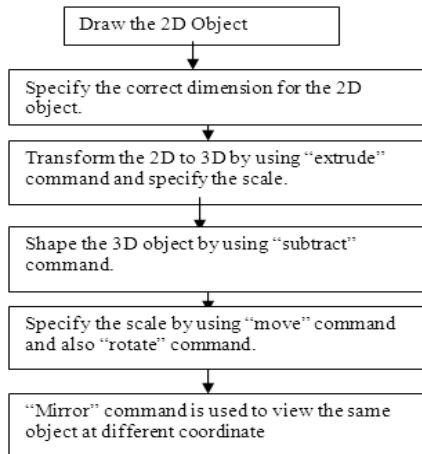 Draw the 2D Object
Specify the correct dimension for the 2D
object.
Transform the 2D to 3D by using “extrude”
command and specify the scale.
Shape the 3D object by using “subtract”
command.
Specify the scale by using “move” command
and also “rotate” command.
“Mirror” command is used to view the same
object at different coordinate